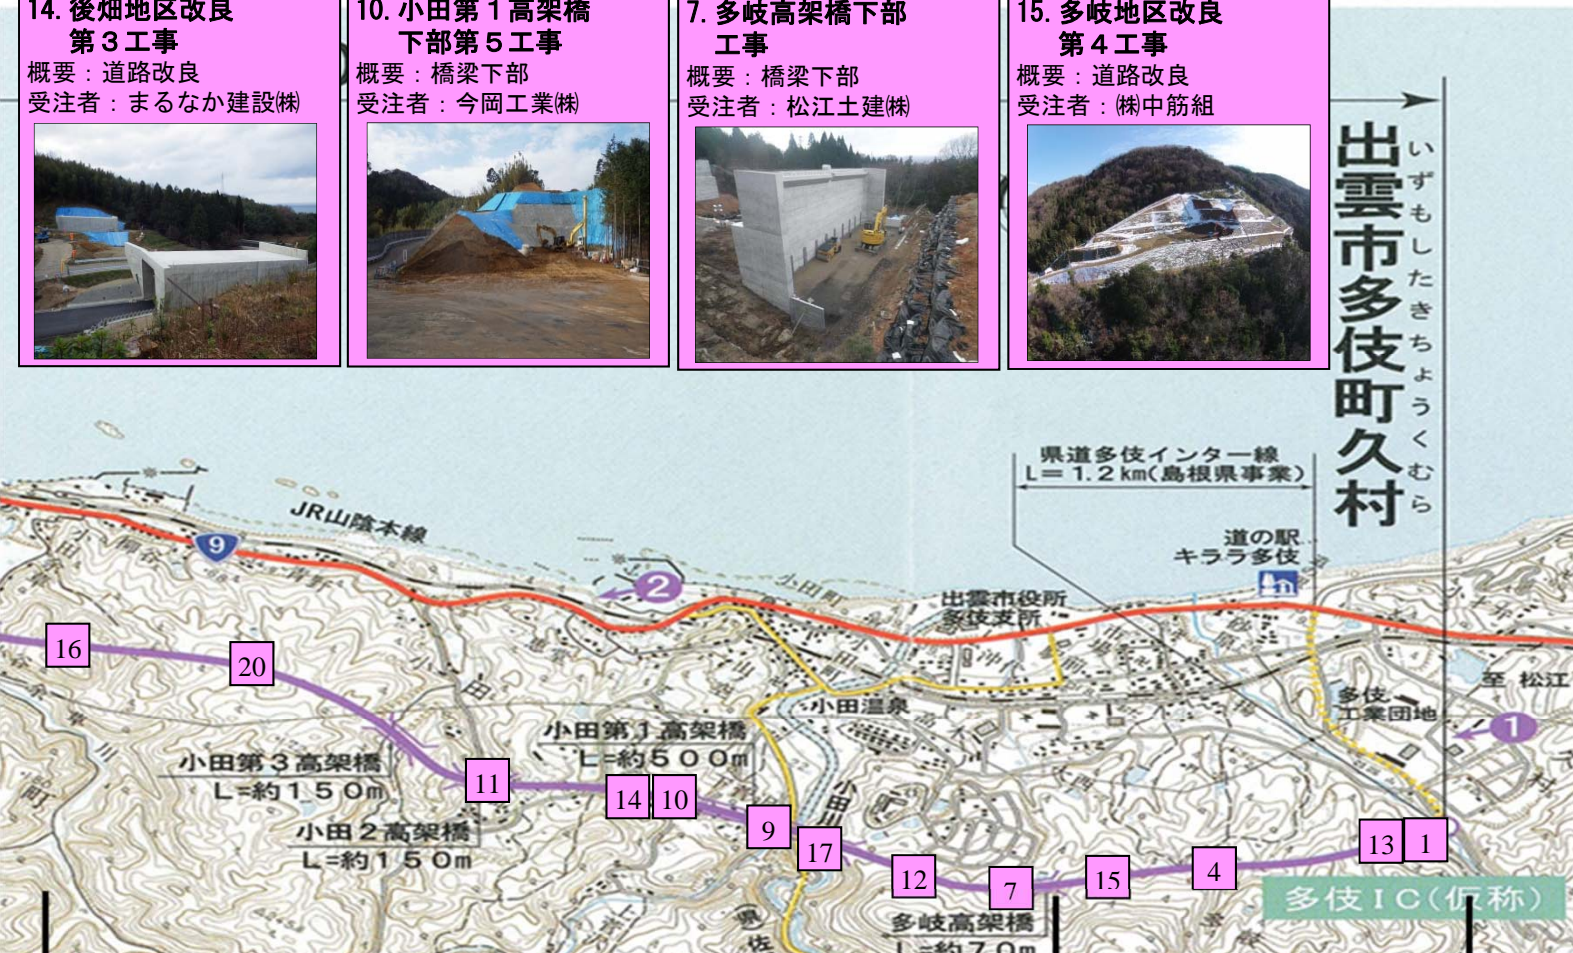 14. 後畑地区改良
第３工事
概要：道路改良
受注者：まるなか建設㈱
10. 小田第１高架橋
下部第５工事
概要：橋梁下部
受注者：今岡工業㈱
7. 多岐高架橋下部
工事
概要：橋梁下部
受注者：松江土建㈱
15. 多岐地区改良
第４工事
概要：道路改良
受注者：㈱中筋組
出雲市多伎町久村
いずもしたきちょうくむら
県道多伎インター線
L＝1.2km(島根県事業)
道の駅
キララ多伎
JR山陰本線
9
2
小田町
出雲市役所
多伎支所
16
20
小田
小田温泉
多伎
工業団地
至 松江
1
小田第１高架橋
L=約５００m
小田第３高架橋
L=約１５０m
小田２高架橋
L=約１５０m
小田川
11
14
10
9
17
12
7
15
4
13
1
多伎IC(仮称)
多岐高架橋
L=約７０m